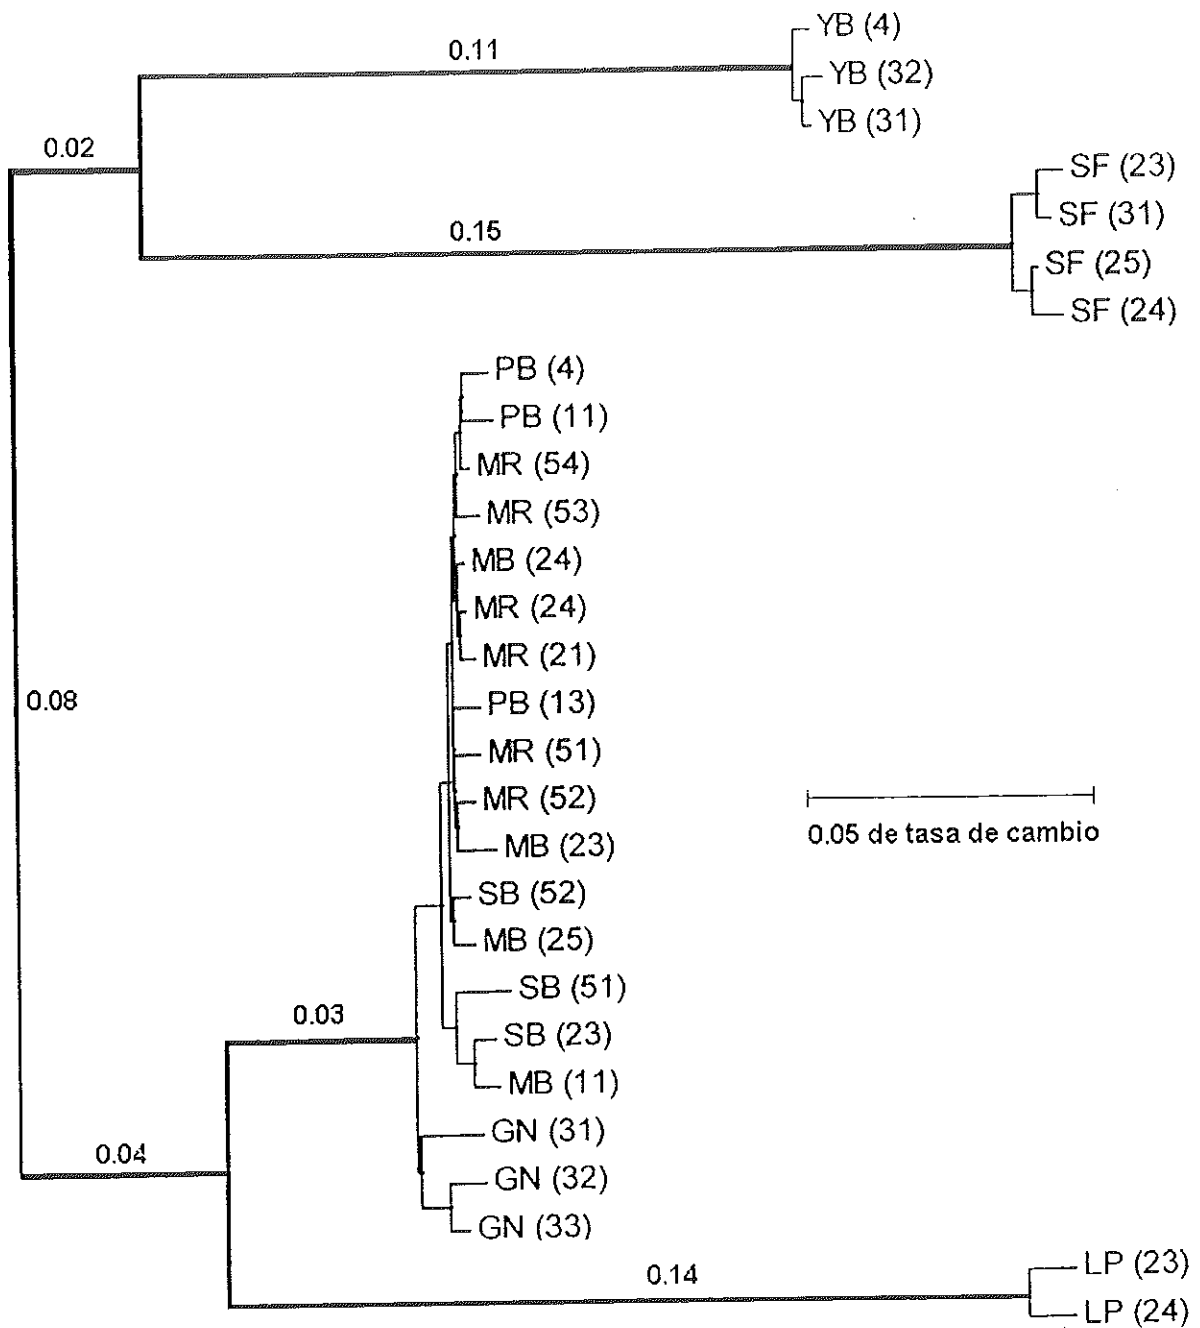 0.11
YB (4)
YB (32)
YB (31)
0.02
SF (23)
SF (31)
0.15
SF (25)
SF (24)
PB (4)
PB (11)
MR (54)
MR (53)
MB (24)
MR (24)
MR (21)
0.08
PB (13)
MR (51)
MR (52)
0.05 de tasa de cambio
MB (23)
SB (52)
MB (25)
SB (51)
0.03
SB (23)
MB (11)
GN (31)
0.04
GN (32)
GN (33)
0.14
LP (23)
LP (24)